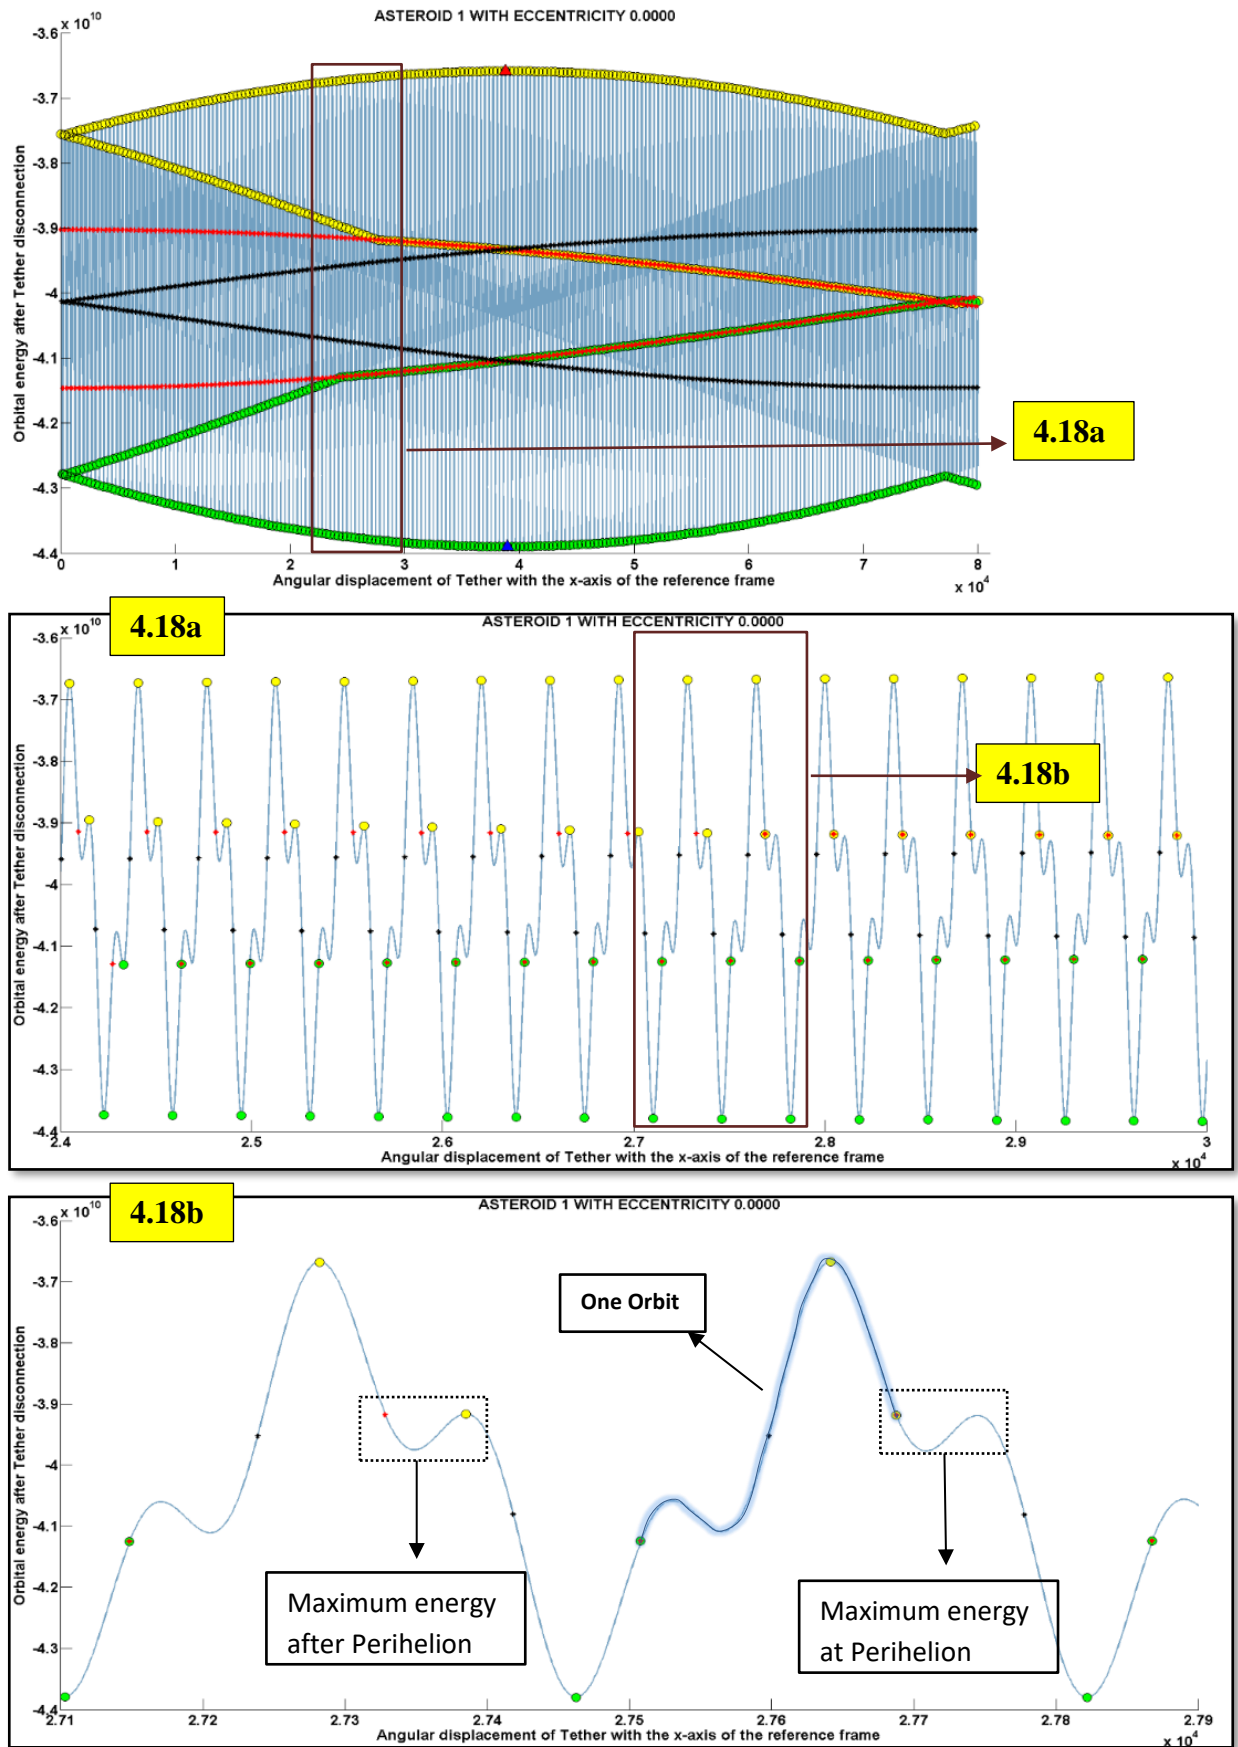 ASTEROID 1 WITH ECCENTRICITY 0.0000
x 10^10
-3.6
-3.7
-3.8
-3.9
-4
-4.1
-4.2
-4.3
-4.4
Orbital energy after Tether disconnection
4.18a
0 1 2 3 4 5 6 7 8
Angular displacement of Tether with the x-axis of the reference frame
x 10^4
4.18a
ASTEROID 1 WITH ECCENTRICITY 0.0000
x 10^10
-3.6
-3.7
-3.8
-3.9
-4
-4.1
-4.2
-4.3
-4.4
Orbital energy after Tether disconnection
4.18b
2.4 2.5 2.6 2.7 2.8 2.9 3
Angular displacement of Tether with the x-axis of the reference frame
x 10^4
4.18b
ASTEROID 1 WITH ECCENTRICITY 0.0000
x 10^10
-3.6
-3.7
-3.8
-3.9
-4
-4.1
-4.2
-4.3
-4.4
Orbital energy after Tether disconnection
One Orbit
Maximum energy
after Perihelion
Maximum energy
at Perihelion
2.71 2.72 2.73 2.74 2.75 2.76 2.77 2.78 2.79
Angular displacement of Tether with the x-axis of the reference frame
x 10^4